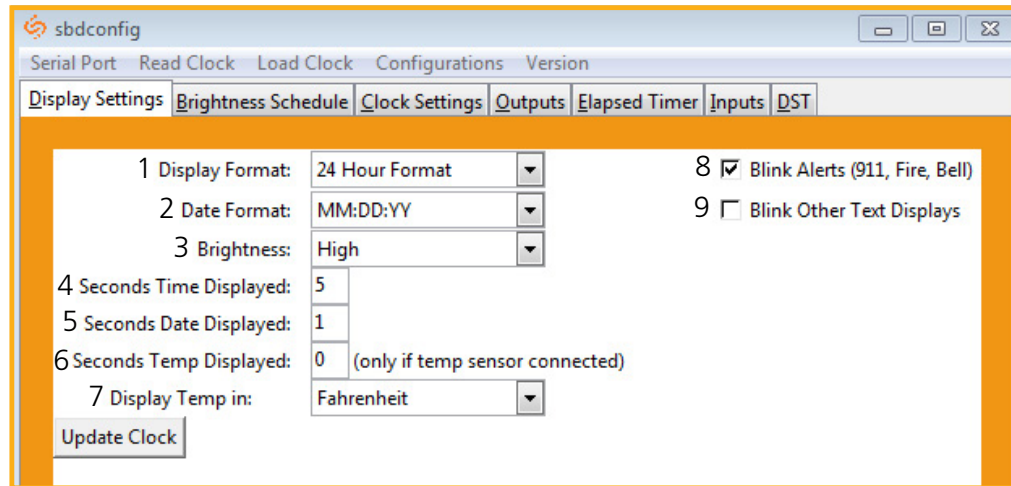 sbdconfig
Serial Port Read Clock Load Clock Configurations Version
Display Settings Brightness Schedule Clock Settings Outputs Elapsed Timer Inputs DST
1 Display Format: 24 Hour Format 8 Blink Alerts (911, Fire, Bell)
2 Date Format: MM:DD:YY 9 Blink Other Text Displays
3 Brightness: High
4 Seconds Time Displayed: 5
5 Seconds Date Displayed: 1
6 Seconds Temp Displayed: 0 (only if temp sensor connected)
7 Display Temp in: Fahrenheit
Update Clock